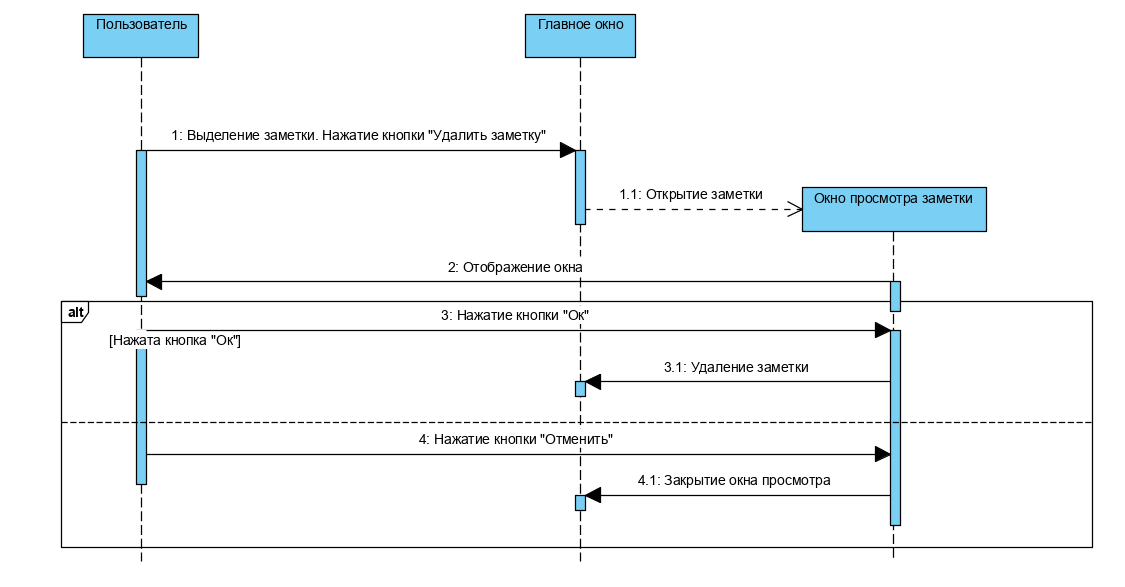 Пользователь
Главное окно
1: Выделение заметки. Нажатие кнопки "Удалить заметку"
1.1: Открытие заметки
Окно просмотра заметки
2: Отображение окна
alt
3: Нажатие кнопки "Ок"
[Нажата кнопка "Ок"]
3.1: Удаление заметки
4: Нажатие кнопки "Отменить"
4.1: Закрытие окна просмотра